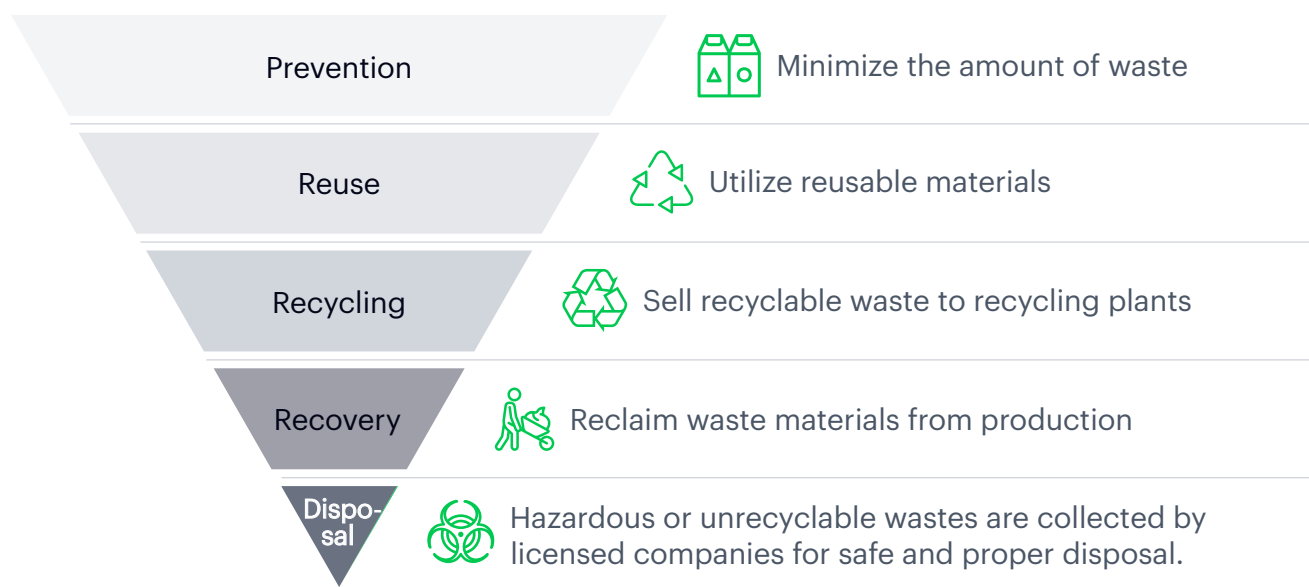 Prevention
Minimize the amount of waste
Reuse
Utilize reusable materials
Recycling
Sell recyclable waste to recycling plants
Recovery
Reclaim waste materials from production
Dispo-
sal
Hazardous or unrecyclable wastes are collected by
licensed companies for safe and proper disposal.